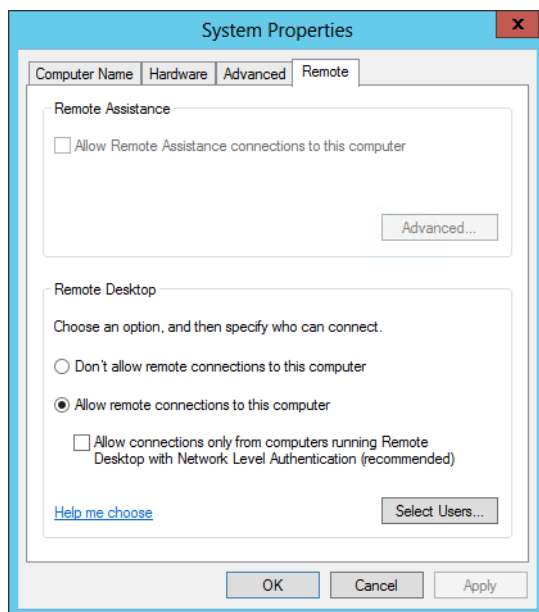 System Properties
x
Computer Name Hardware Advanced Remote
Remote Assistance
Allow Remote Assistance connections to this computer
Advanced...
Remote Desktop
Choose an option, and then specify who can connect.
Don't allow remote connections to this computer
Allow remote connections to this computer
Allow connections only from computers running Remote
Desktop with Network Level Authentication (recommended)
Help me choose Select Users...
OK Cancel Apply